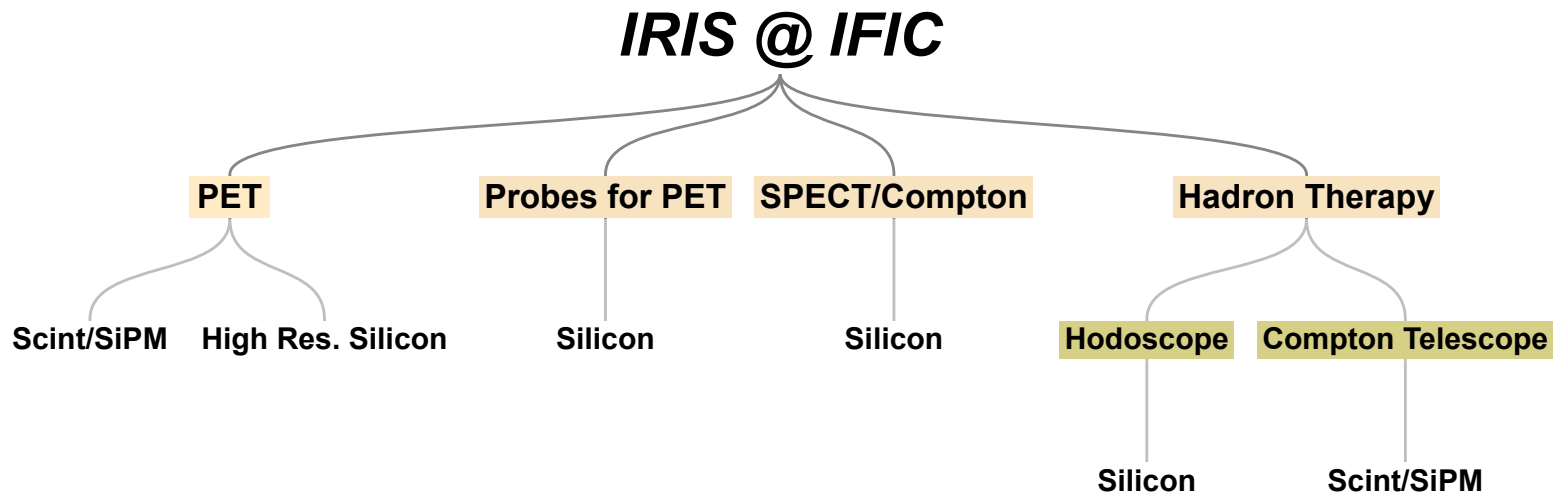 IRIS @ IFIC
PET
Probes for PET
SPECT/Compton
Hadron Therapy
Scint/SiPM
High Res. Silicon
Silicon
Silicon
Hodoscope
Compton Telescope
Silicon
Scint/SiPM